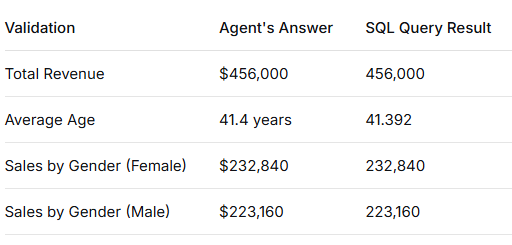 Validation Agent's Answer SQL Query Result
Total Revenue $456,000 456,000
Average Age 41.4 years 41.392
Sales by Gender (Female) $232,840 232,840
Sales by Gender (Male) $223,160 223,160